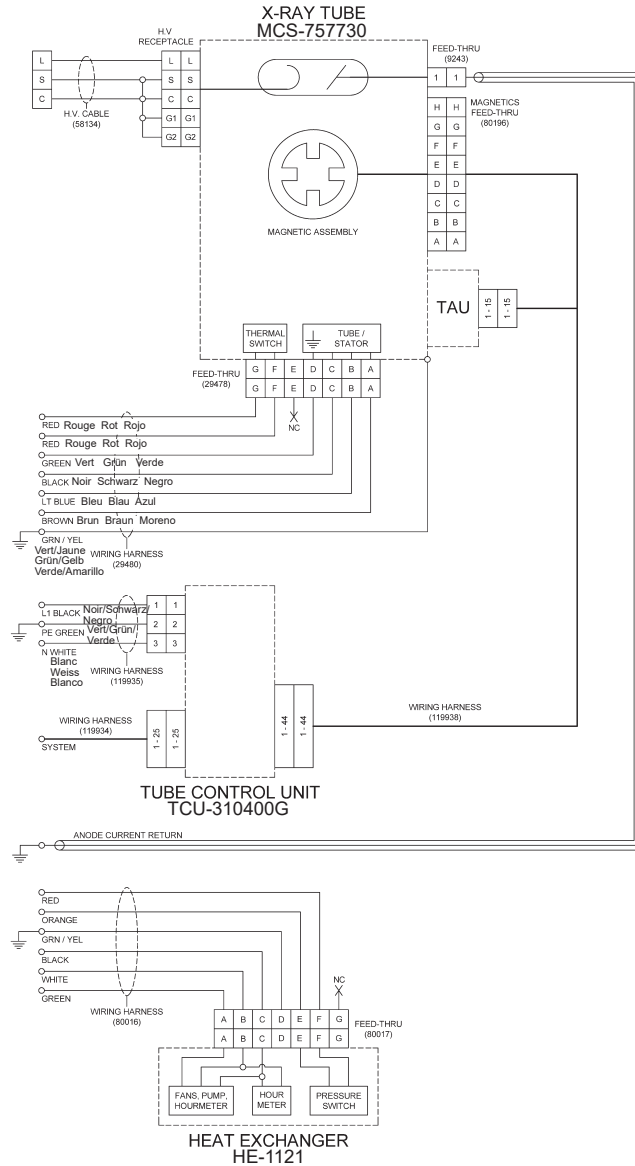 X-RAY TUBE
MCS-757730
H.V
RECEPTACLE
L L L
S S S
C C C
G1 G1
G2 G2
H.V. CABLE
(58134)
FEED-THRU
(9243)
1 1
MAGNETICS
FEED-THRU
(80196)
H H
G G
F F
E E
D D
C C
B B
A A
MAGNETIC ASSEMBLY
TAU
1 - 15 1 - 15
THERMAL
SWITCH
TUBE /
STATOR
FEED-THRU
(29478)
G F E D C B A
G F E D C B A
NC
RED Rouge Rot Rojo
RED Rouge Rot Rojo
GREEN Vert Grün Verde
BLACK Noir Schwarz Negro
LT BLUE Bleu Blau Azul
BROWN Brun Braun Moreno
GRN / YEL
Vert/Jaune
Grün/Gelb
Verde/Amarillo
WIRING HARNESS
(29480)
L1 BLACK Noir/Schwarz/
Negro
PE GREEN Vert/Grün/
Verde
N WHITE
Blanc
Weiss
Blanco
1 1
2 2
3 3
WIRING HARNESS
(119935)
WIRING HARNESS
(119934)
SYSTEM
1 - 25 1 - 25
1 - 44 1 - 44
WIRING HARNESS
(119938)
TUBE CONTROL UNIT
TCU-310400G
ANODE CURRENT RETURN
RED
ORANGE
GRN / YEL
BLACK
WHITE
GREEN
WIRING HARNESS
(80016)
NC
A B C D E F G
A B C D E F G
FEED-THRU
(80017)
FANS, PUMP,
HOURMETER
HOUR
METER
PRESSURE
SWITCH
HEAT EXCHANGER
HE-1121